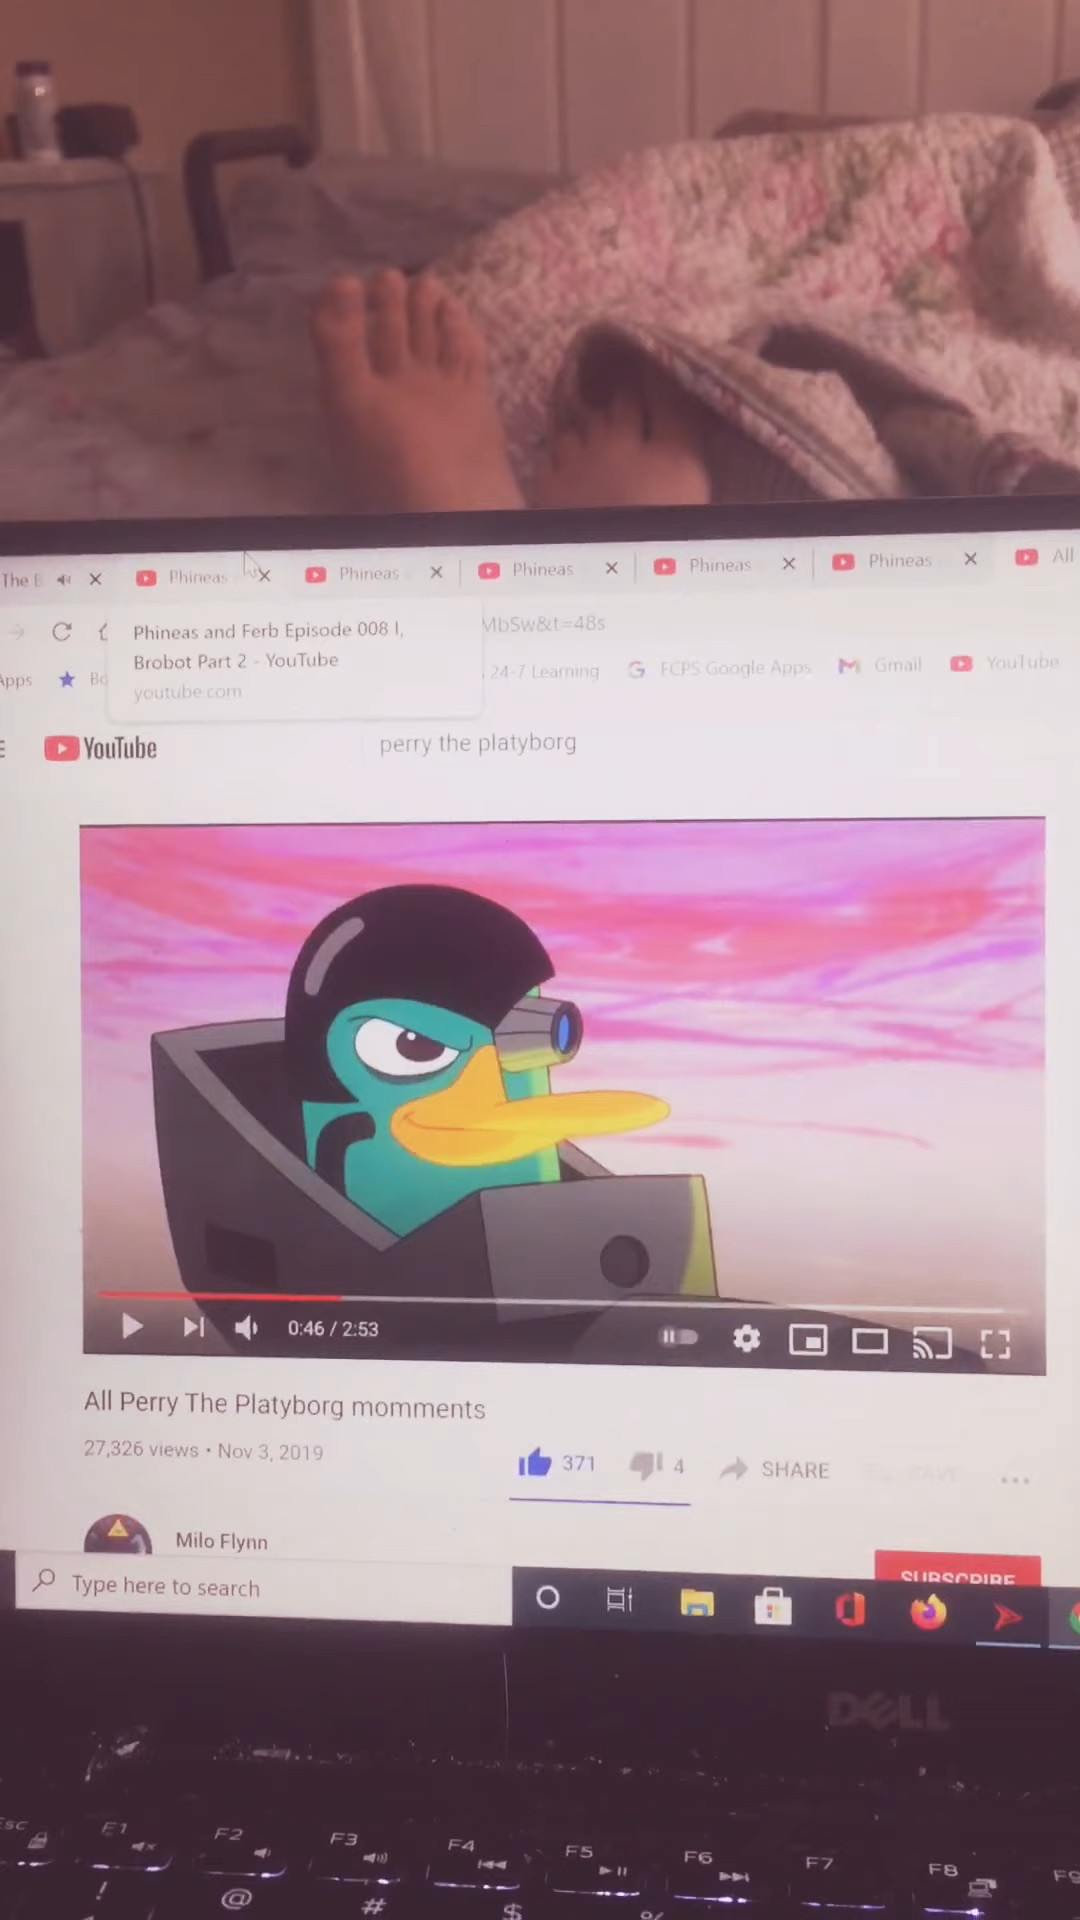 The E
Phineas
Phineas
Phineas
Phineas
Phineas
All
MbSw&t=48s
Phineas and Ferb Episode 008 I,
Brobot Part 2 - YouTube
youtube.com
Apps
Bo
24-7 Learning
FCPS Google Apps
Gmail
YouTube
YouTube
perry the platyborg
0:46 / 2:53
All Perry The Platyborg momments
27,326 views • Nov 3, 2019
371
4
SHARE
SAVE
...
Milo Flynn
SUBSCRIBE
Type here to search
DELL
Esc
F1
F2
F3
F4
F5
F6
F7
F8
F9
!
@
#
$
%